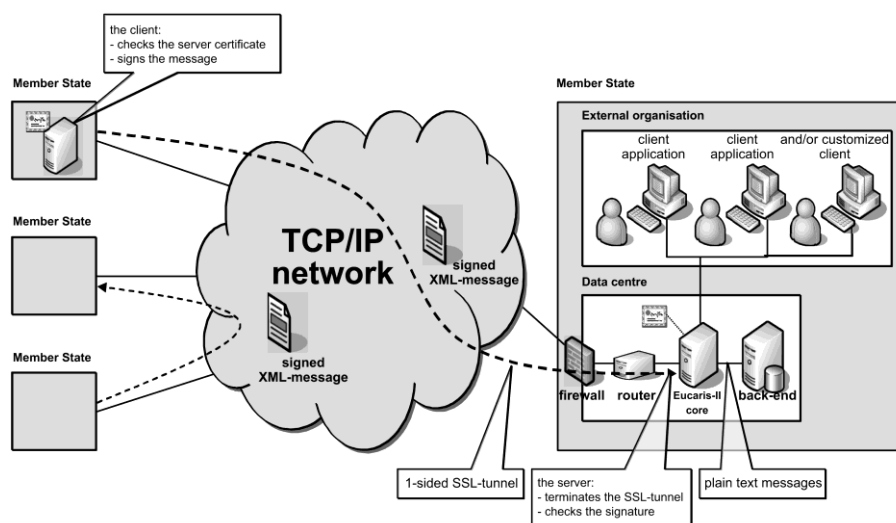 the client:
- checks the server certificate
- signs the message
Member State
Member State
Member State
TCP/IP
network
signed
XML-message
signed
XML-message
Member State
External organisation
client
application
client
application
and/or customized
client
Data centre
firewall
router
Eucaris-II
core
back-end
1-sided SSL-tunnel
the server:
- terminates the SSL-tunnel
- checks the signature
plain text messages